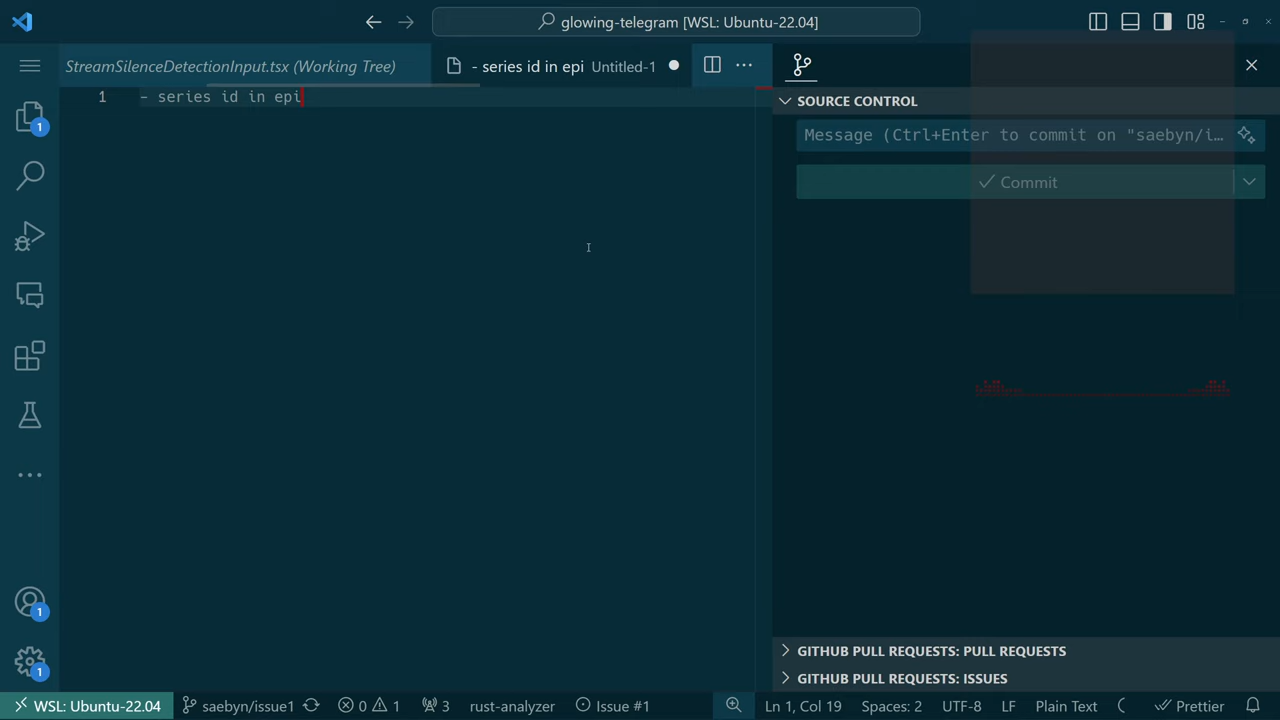 glowing-telegram [WSL: Ubuntu-22.04]
StreamSilenceDetectionInput.tsx (Working Tree)
- series id in epi Untitled-1
1 - series id in epi
SOURCE CONTROL
Message (Ctrl+Enter to commit on "saebyn/i...
Commit
1
1
1
GITHUB PULL REQUESTS: PULL REQUESTS
GITHUB PULL REQUESTS: ISSUES
WSL: Ubuntu-22.04 saebyn/issue1 0 1 3 rust-analyzer Issue #1 Ln 1, Col 19 Spaces: 2 UTF-8 LF Plain Text Prettier